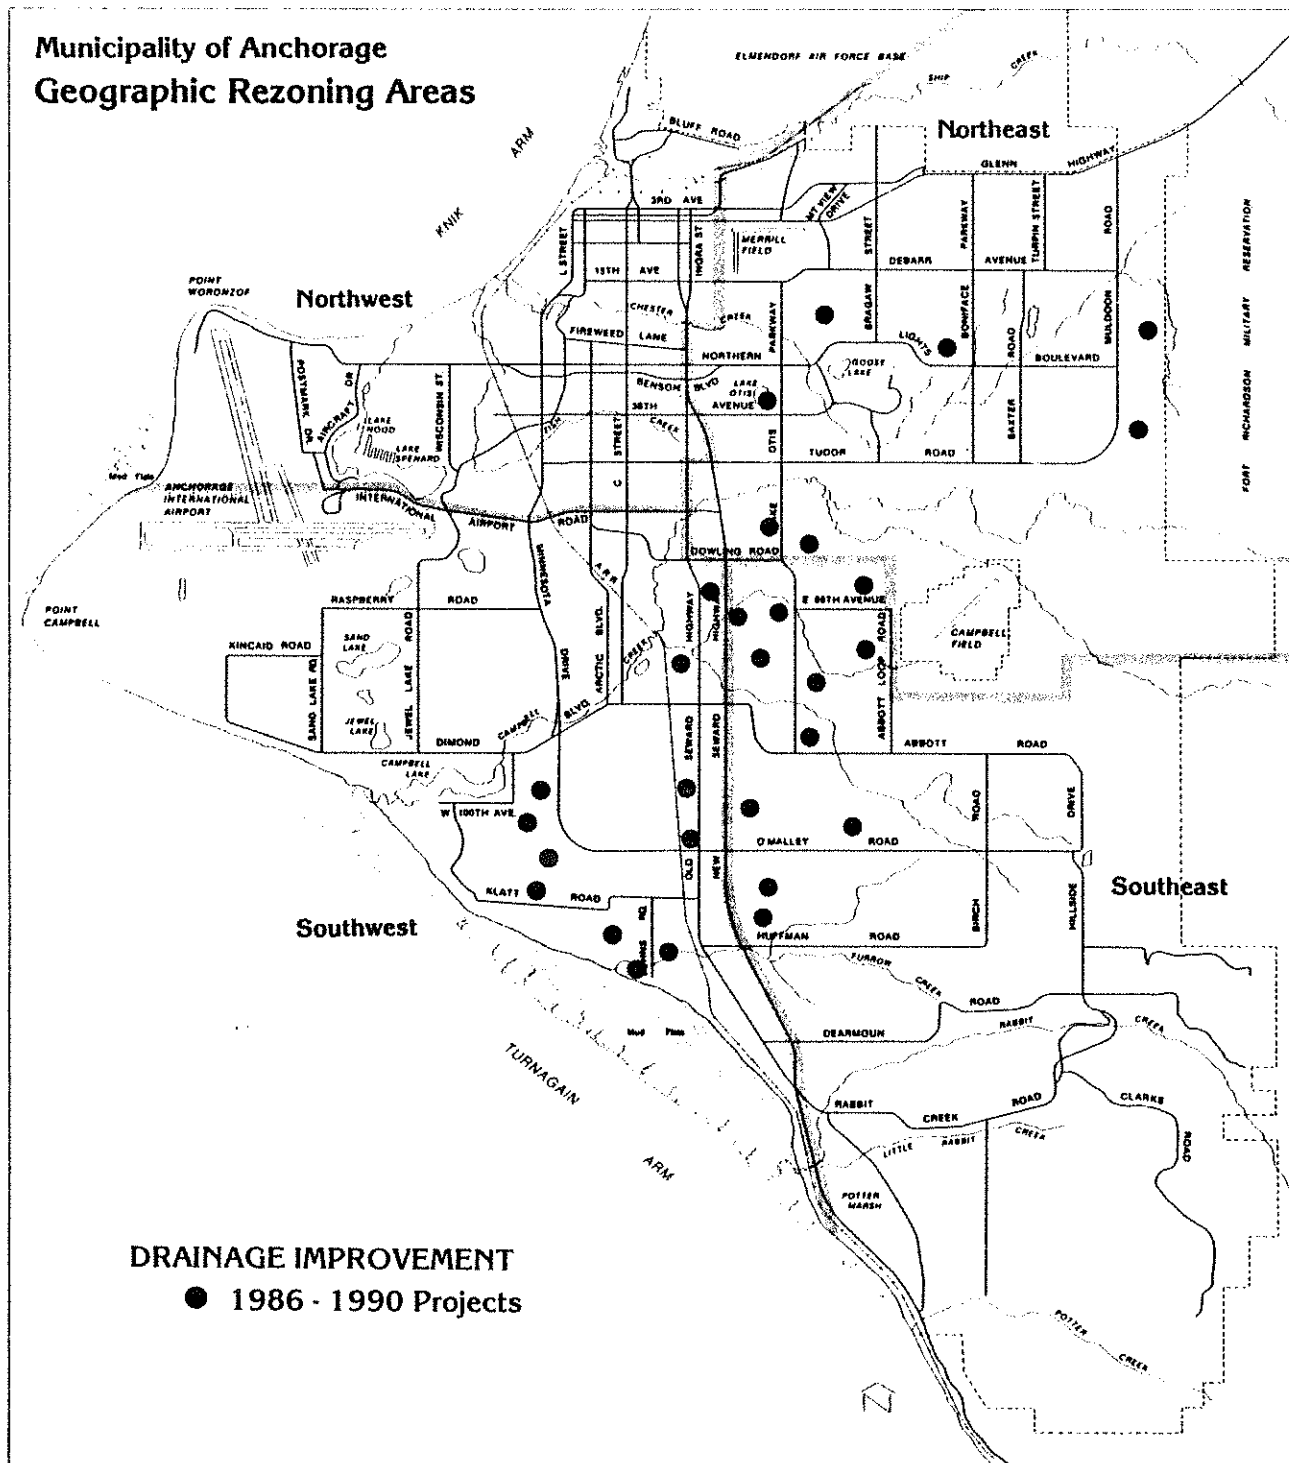 Municipality of Anchorage
Geographic Rezoning Areas
ELMENDORF AIR FORCE BASE
SHIP CREEK
BLUFF ROAD
Northeast
GLENN HIGHWAY
KNIK ARM
3RD AVE
MT VIEW DRIVE
L STREET
INGRA ST
MERRILL FIELD
STREET
BRAGAW
PARKWAY
BONIFACE
TURPIN STREET
ROAD
MULDOON
FORT RICHARDSON MILITARY RESERVATION
15TH AVE
DEBARR AVENUE
POINT WORONZOF
Northwest
CHESTER CREEK
FIREWEED LANE
PARKWAY
NORTHERN LIGHTS BOULEVARD
BENSON BLVD
LAKE OTIS
GOOSE LAKE
ROAD
BAXTER
POSTMARK DR
AIRCRAFT DR
LAKE HOOD
LAKE SPENARD
WISCONSIN ST.
36TH AVENUE
FISH CREEK
C STREET
OTIS
LAKE
TUDOR ROAD
Mud Flats
ANCHORAGE
INTERNATIONAL
AIRPORT
INTERNATIONAL AIRPORT ROAD
DOWLING ROAD
MINNESOTA
DRIVE
A.R.R.
ARCTIC BLVD.
HIGHWAY
HIGHWAY
E 68TH AVENUE
ABBOTT LOOP ROAD
CAMPBELL
FIELD
POINT
CAMPBELL
RASPBERRY ROAD
KINCAID ROAD
SAND
LAKE
SAND LAKE RD.
JEWEL LAKE ROAD
JEWEL
LAKE
CREEK
DIMOND BLVD.
CAMPBELL
CAMPBELL
LAKE
SEWARD
SEWARD
ABBOTT ROAD
W 100TH AVE.
O'MALLEY ROAD
ROAD
BIRCH
DRIVE
HILLSIDE
OLD
NEW
KLATT ROAD
Southwest
Southeast
JOHNS RD.
HUFFMAN ROAD
FURROW CREEK
Mud Flats
DEARMOUN ROAD
RABBIT CREEK
TURNAGAIN
ARM
RABBIT CREEK ROAD
CLARKS
ROAD
LITTLE RABBIT CREEK
POTTER
MARSH
DRAINAGE IMPROVEMENT
1986 - 1990 Projects
POTTER
CREEK